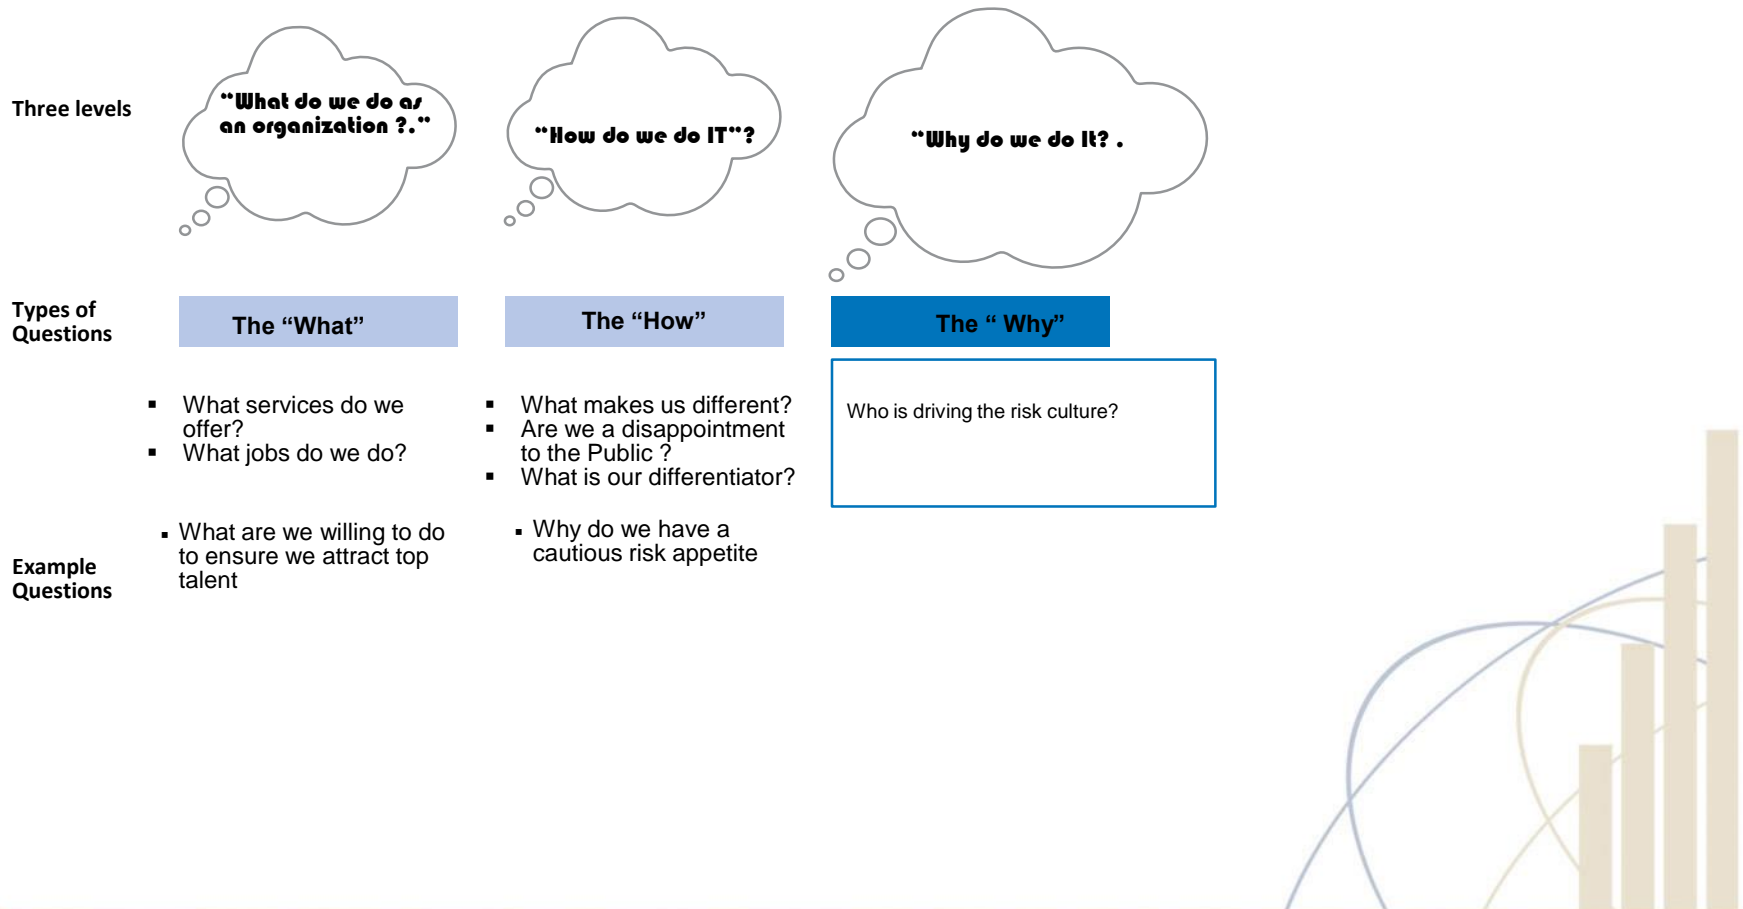 Three levels
“What do we do as
an organization ?.”
“How do we do IT”?
“Why do we do It? .
Types of
Questions
The “What”
The “How”
The “ Why”
▪ What services do we
offer?
▪ What jobs do we do?
▪ What makes us different?
▪ Are we a disappointment
to the Public ?
▪ What is our differentiator?
Who is driving the risk culture?
Example
Questions
▪ What are we willing to do
to ensure we attract top
talent
▪ Why do we have a
cautious risk appetite